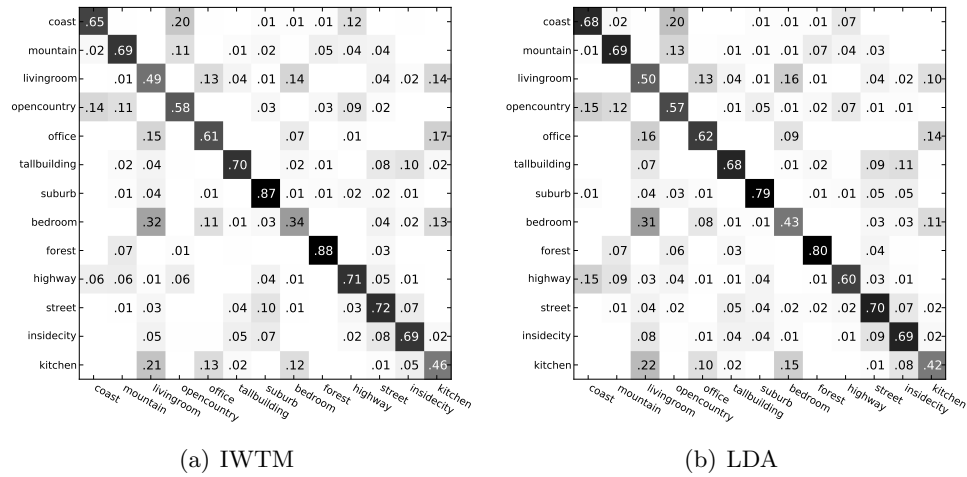 coast .65 .20 .01 .01 .01 .12
mountain .02 .69 .11 .01 .02 .05 .04 .04
livingroom .01 .49 .13 .04 .01 .14 .04 .02 .14
opencountry .14 .11 .58 .03 .03 .09 .02
office .15 .61 .07 .01 .17
tallbuilding .02 .04 .70 .02 .01 .08 .10 .02
suburb .01 .04 .01 .87 .01 .01 .02 .02 .01
bedroom .32 .11 .01 .03 .34 .04 .02 .13
forest .07 .01 .88 .03
highway .06 .06 .01 .06 .04 .01 .71 .05 .01
street .01 .03 .04 .10 .01 .03 .72 .07
insidecity .05 .05 .07 .02 .08 .69 .02
kitchen .21 .13 .02 .12 .01 .05 .46
coast mountain livingroom opencountry office tallbuilding suburb bedroom forest highway street insidecity kitchen
(a) IWTM
coast .68 .02 .20 .01 .01 .01 .07
mountain .01 .69 .13 .01 .01 .01 .07 .04 .03
livingroom .50 .13 .04 .01 .16 .04 .02 .10
opencountry .15 .12 .57 .01 .05 .01 .02 .07 .01 .01
office .16 .62 .09 .14
tallbuilding .07 .68 .01 .02 .09 .11
suburb .01 .04 .03 .01 .79 .01 .01 .05 .05
bedroom .31 .08 .01 .01 .43 .03 .03 .11
forest .07 .06 .03 .80 .04
highway .15 .09 .03 .04 .01 .01 .04 .01 .60 .03 .01
street .01 .04 .02 .05 .04 .02 .02 .02 .70 .07 .02
insidecity .08 .01 .04 .04 .01 .01 .09 .69 .02
kitchen .22 .10 .02 .15 .01 .08 .42
coast mountain livingroom opencountry office tallbuilding suburb bedroom forest highway street insidecity kitchen
(b) LDA